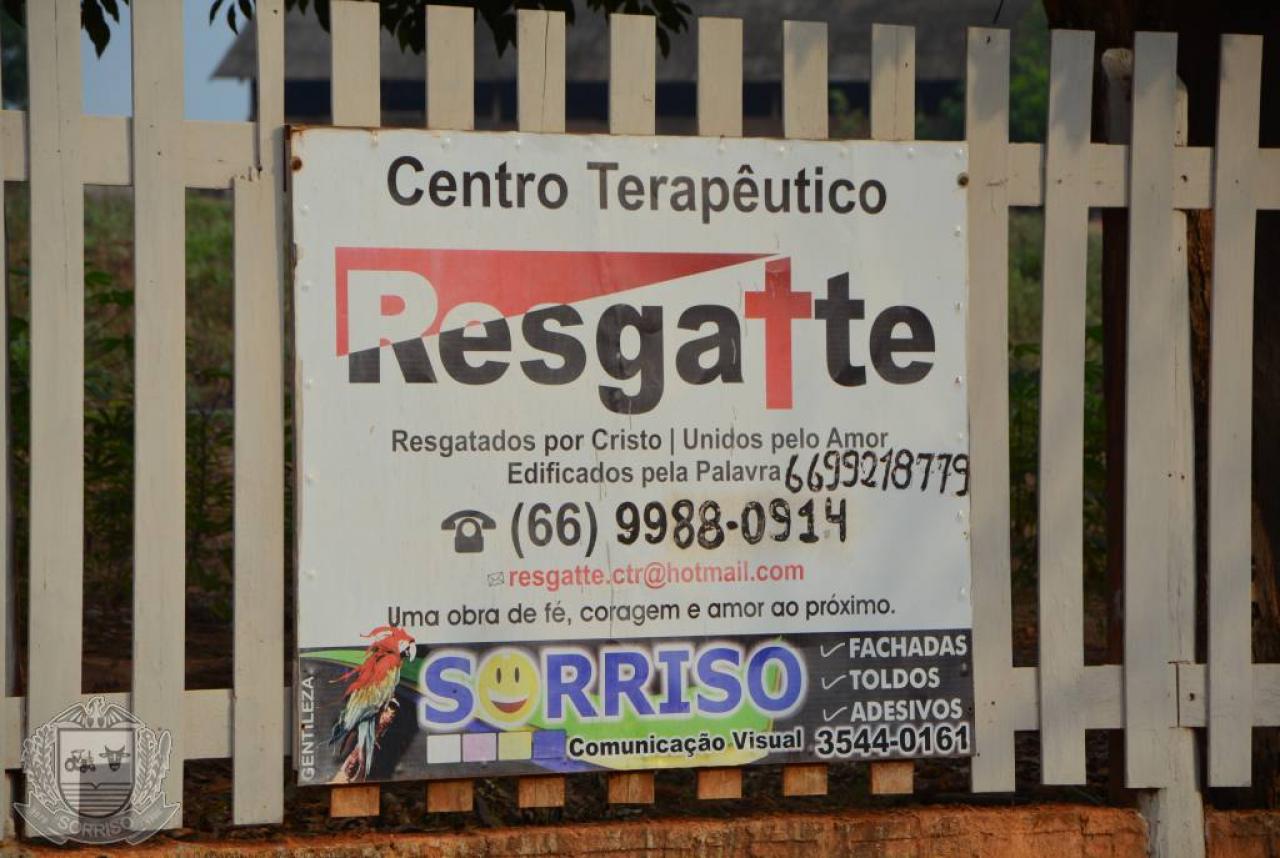 Centro Terapêutico
Resgatte
Resgatados por Cristo | Unidos pelo Amor
Edificados pela Palavra 6699218779
(66) 9988-0914
resgatte.ctr@hotmail.com
Uma obra de fé, coragem e amor ao próximo.
GENTILEZA
SORRISO
Comunicação Visual
FACHADAS
TOLDOS
ADESIVOS
3544-0161
SORRISO